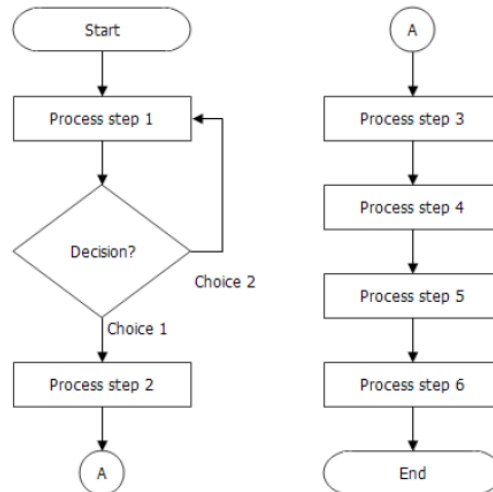 Start
Process step 1
Decision?
Choice 2
Choice 1
Process step 2
A
A
Process step 3
Process step 4
Process step 5
Process step 6
End